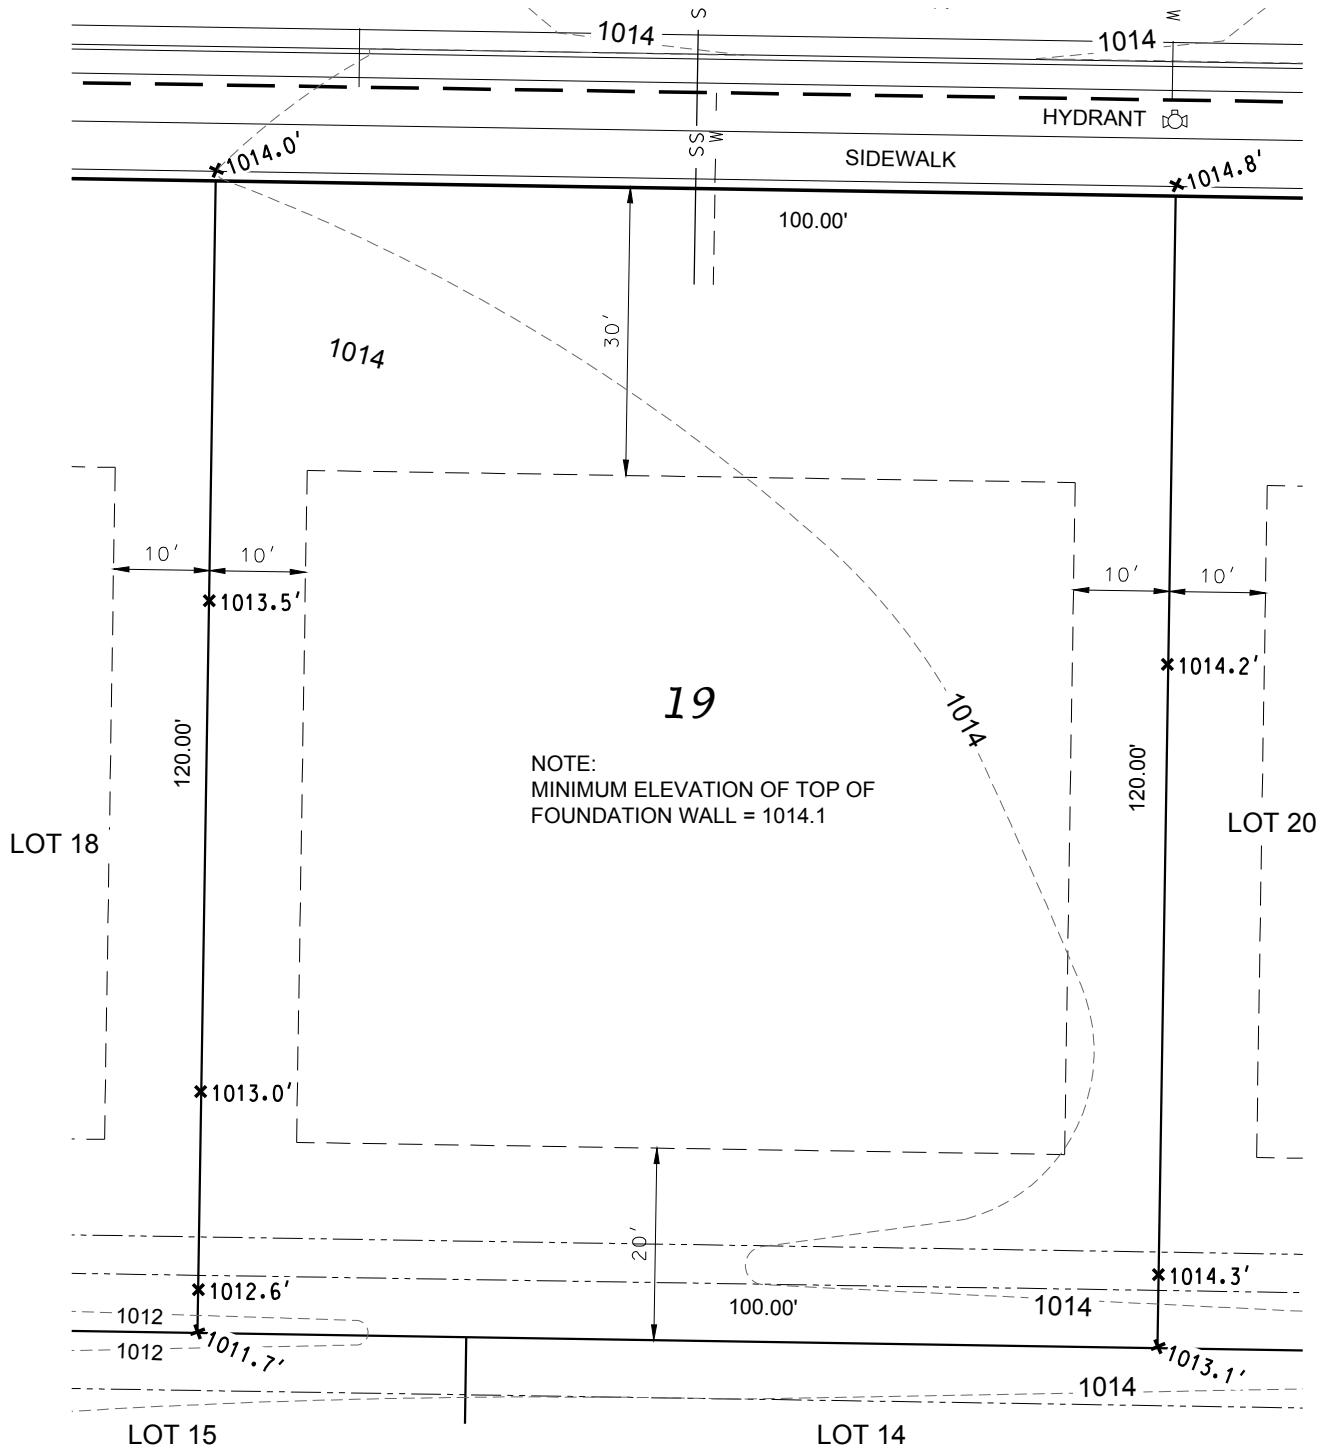 S
W
1014
1014
HYDRANT
SS
W
SIDEWALK
1014.0'
1014.8'
100.00'
30'
1014
10'
10'
10'
10'
1013.5'
1014.2'
19
1014
120.00'
120.00'
NOTE:
MINIMUM ELEVATION OF TOP OF
FOUNDATION WALL = 1014.1
LOT 18
LOT 20
1013.0'
20'
1012.6'
1014.3'
1012
100.00'
1014
1012
1011.7'
1013.1'
1014
LOT 15
LOT 14